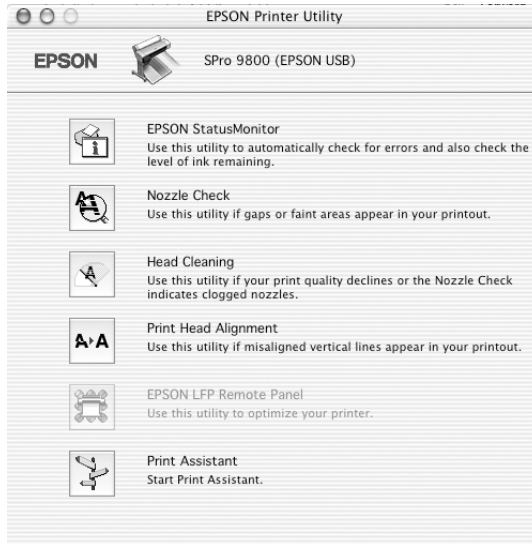 EPSON Printer Utility
EPSON
SPro 9800 (EPSON USB)
EPSON StatusMonitor
Use this utility to automatically check for errors and also check the
level of ink remaining.
Nozzle Check
Use this utility if gaps or faint areas appear in your printout.
Head Cleaning
Use this utility if your print quality declines or the Nozzle Check
indicates clogged nozzles.
Print Head Alignment
Use this utility if misaligned vertical lines appear in your printout.
EPSON LFP Remote Panel
Use this utility to optimize your printer.
Print Assistant
Start Print Assistant.